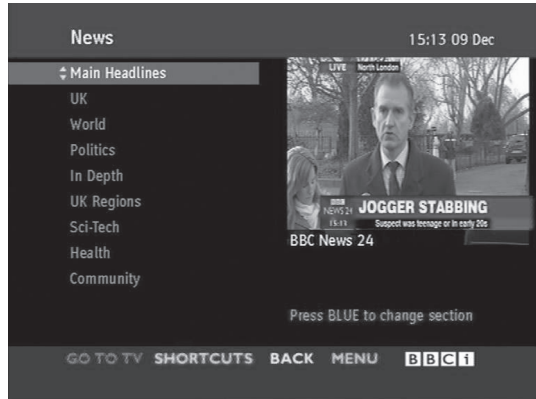 News
15:13 09 Dec
Main Headlines
UK
World
Politics
In Depth
UK Regions
Sci-Tech
Health
Community
LIVE North London
BBC
NEWS 24 JOGGER STABBING
15:13 Suspect was teenage or in early 20s
BBC News 24
Press BLUE to change section
GO TO TV SHORTCUTS BACK MENU BBCi